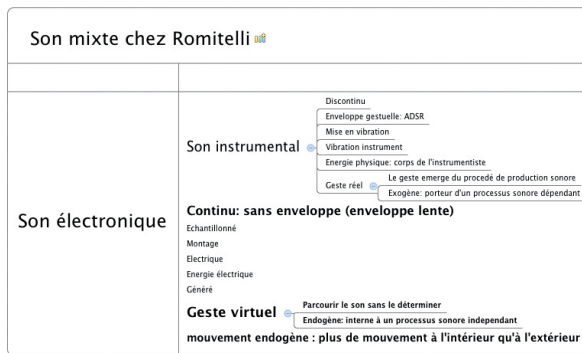 Son mixte chez Romitelli
Discontinu
Enveloppe gestuelle: ADSR
Mise en vibration
Son instrumental
Vibration instrument
Energie physique: corps de l'instrumentiste
Le geste emerge du procedé de production sonore
Geste réel
Exogène: porteur d'un processus sonore dépendant
Son électronique
Continu: sans enveloppe (enveloppe lente)
Echantillonné
Montage
Electrique
Energie électrique
Généré
Parcourir le son sans le déterminer
Geste virtuel
Endogène: interne à un processus sonore independant
mouvement endogène : plus de mouvement à l'intérieur qu'à l'extérieur